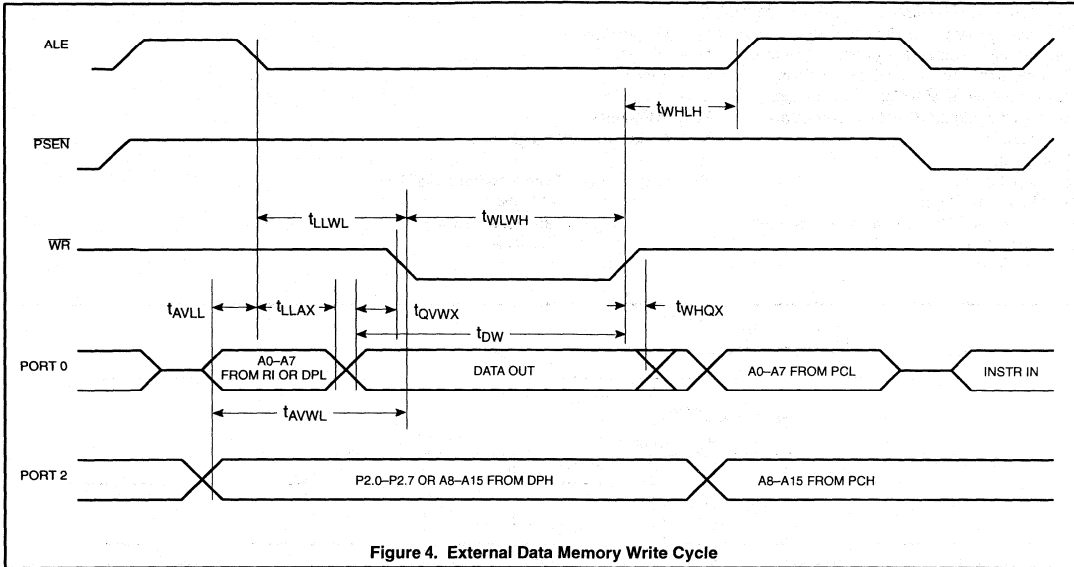 ALE
tWHLH
PSEN
tLLWL
tWLWH
WR
tAVLL
tLLAX
tQVWX
tWHQX
tDW
PORT 0
A0–A7
FROM RI OR DPL
DATA OUT
A0–A7 FROM PCL
INSTR IN
tAVWL
PORT 2
P2.0–P2.7 OR A8–A15 FROM DPH
A8–A15 FROM PCH
Figure 4. External Data Memory Write Cycle